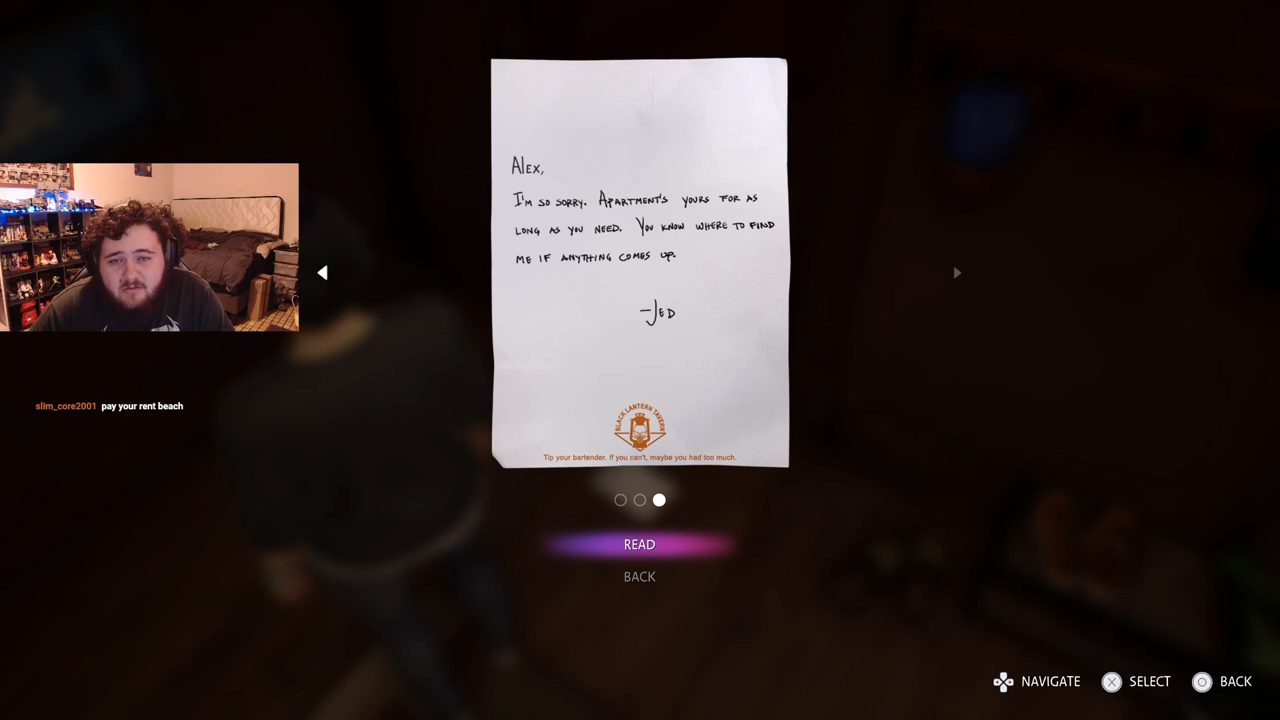 Alex,
I'm so sorry. Apartment's yours for as
long as you need. You know where to find
me if anything comes up.
-Jed
BLACK LANTERN TAVERN
Tip your bartender. If you can't, maybe you had too much.
slim_core2001 pay your rent beach
READ
BACK
NAVIGATE SELECT BACK